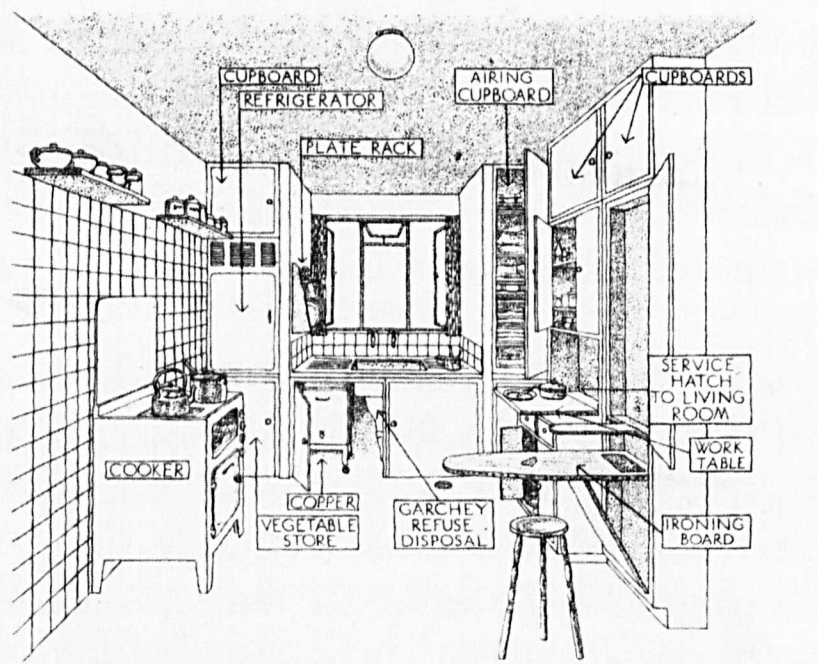 CUPBOARD
REFRIGERATOR
PLATE RACK
AIRING
CUPBOARD
CUPBOARDS
SERVICE
HATCH
TO LIVING
ROOM
WORK
TABLE
IRONING
BOARD
COOKER
COPPER
VEGETABLE
STORE
GARCHEY
REFUSE
DISPOSAL